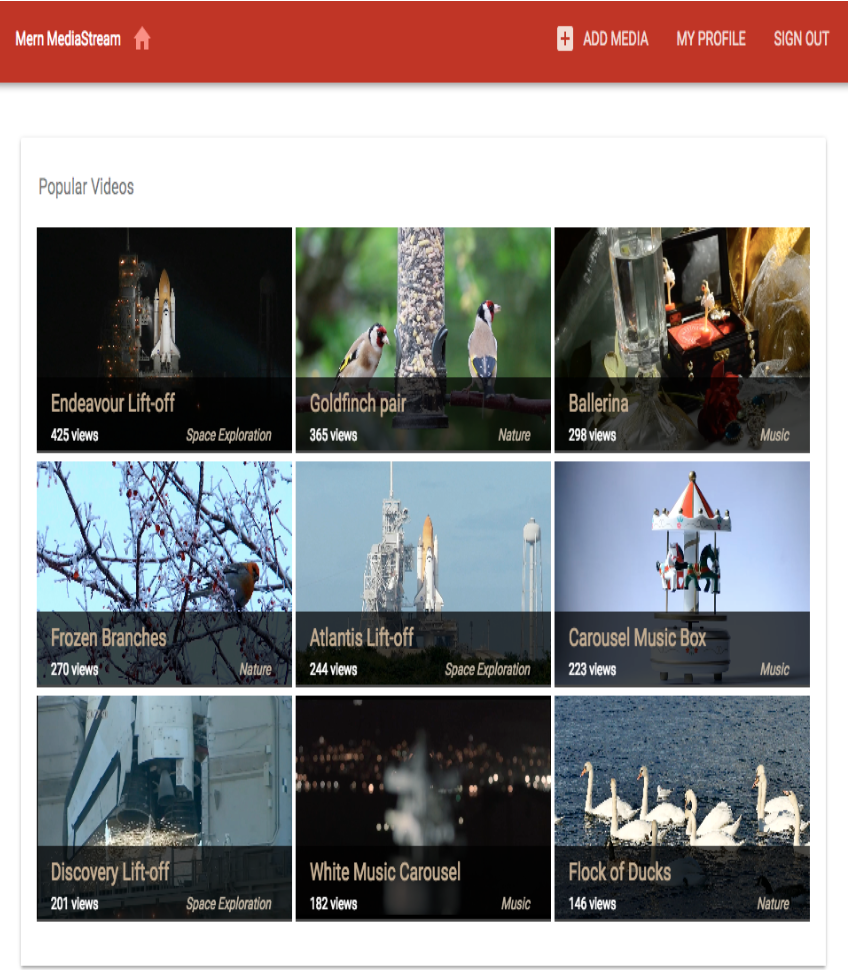 Mern MediaStream ADD MEDIA MY PROFILE SIGN OUT
Popular Videos
Endeavour Lift-off
425 views Space Exploration
Goldfinch pair
365 views Nature
Ballerina
298 views Music
Frozen Branches
270 views Nature
Atlantis Lift-off
244 views Space Exploration
Carousel Music Box
223 views Music
Discovery Lift-off
201 views Space Exploration
White Music Carousel
182 views Music
Flock of Ducks
146 views Nature